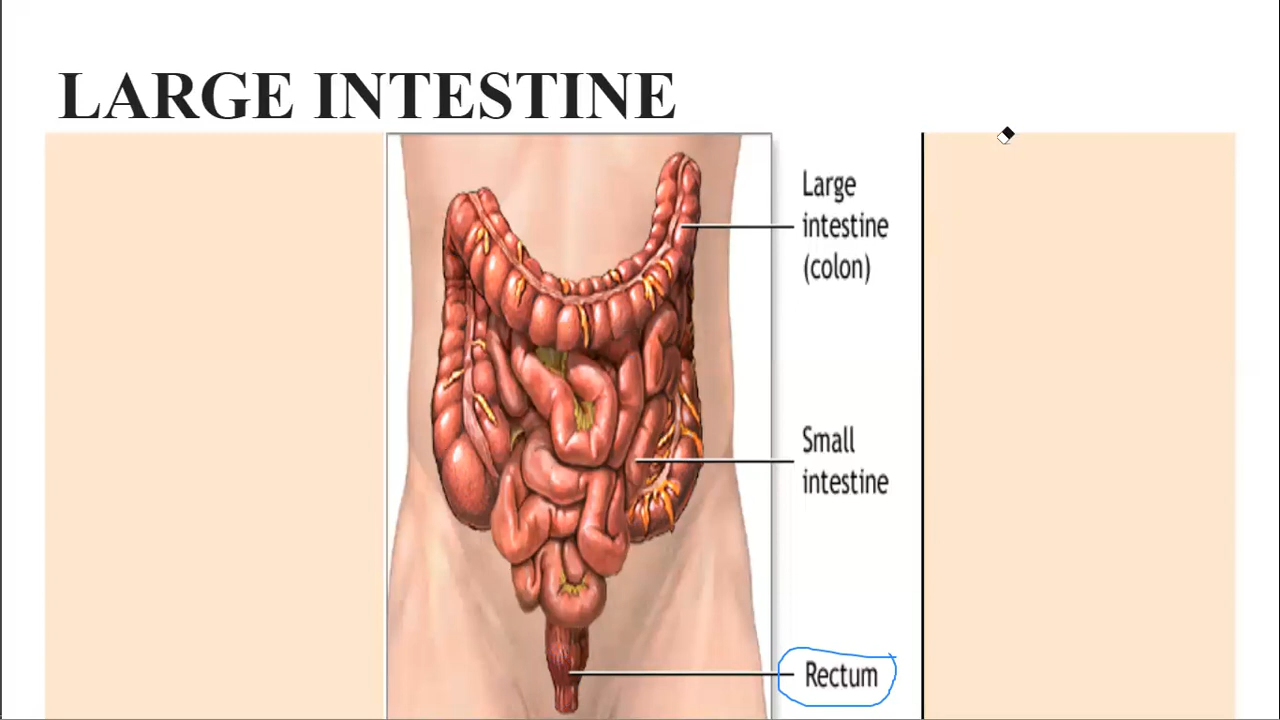 LARGE INTESTINE
Large
intestine
(colon)
Small
intestine
Rectum